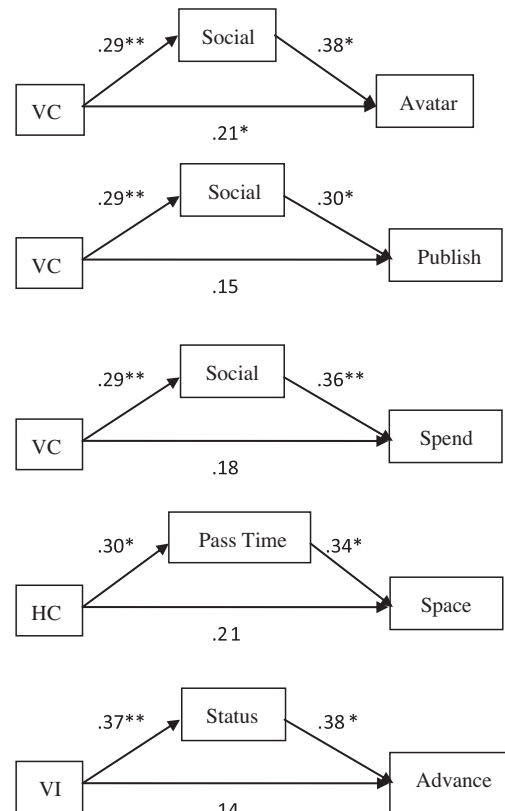 .29** Social .38*
VC Avatar
.21*
.29** Social .30*
VC Publish
.15
.29** Social .36**
VC Spend
.18
.30* Pass Time .34*
HC Space
.21
.37** Status .38 *
VI Advance
.14